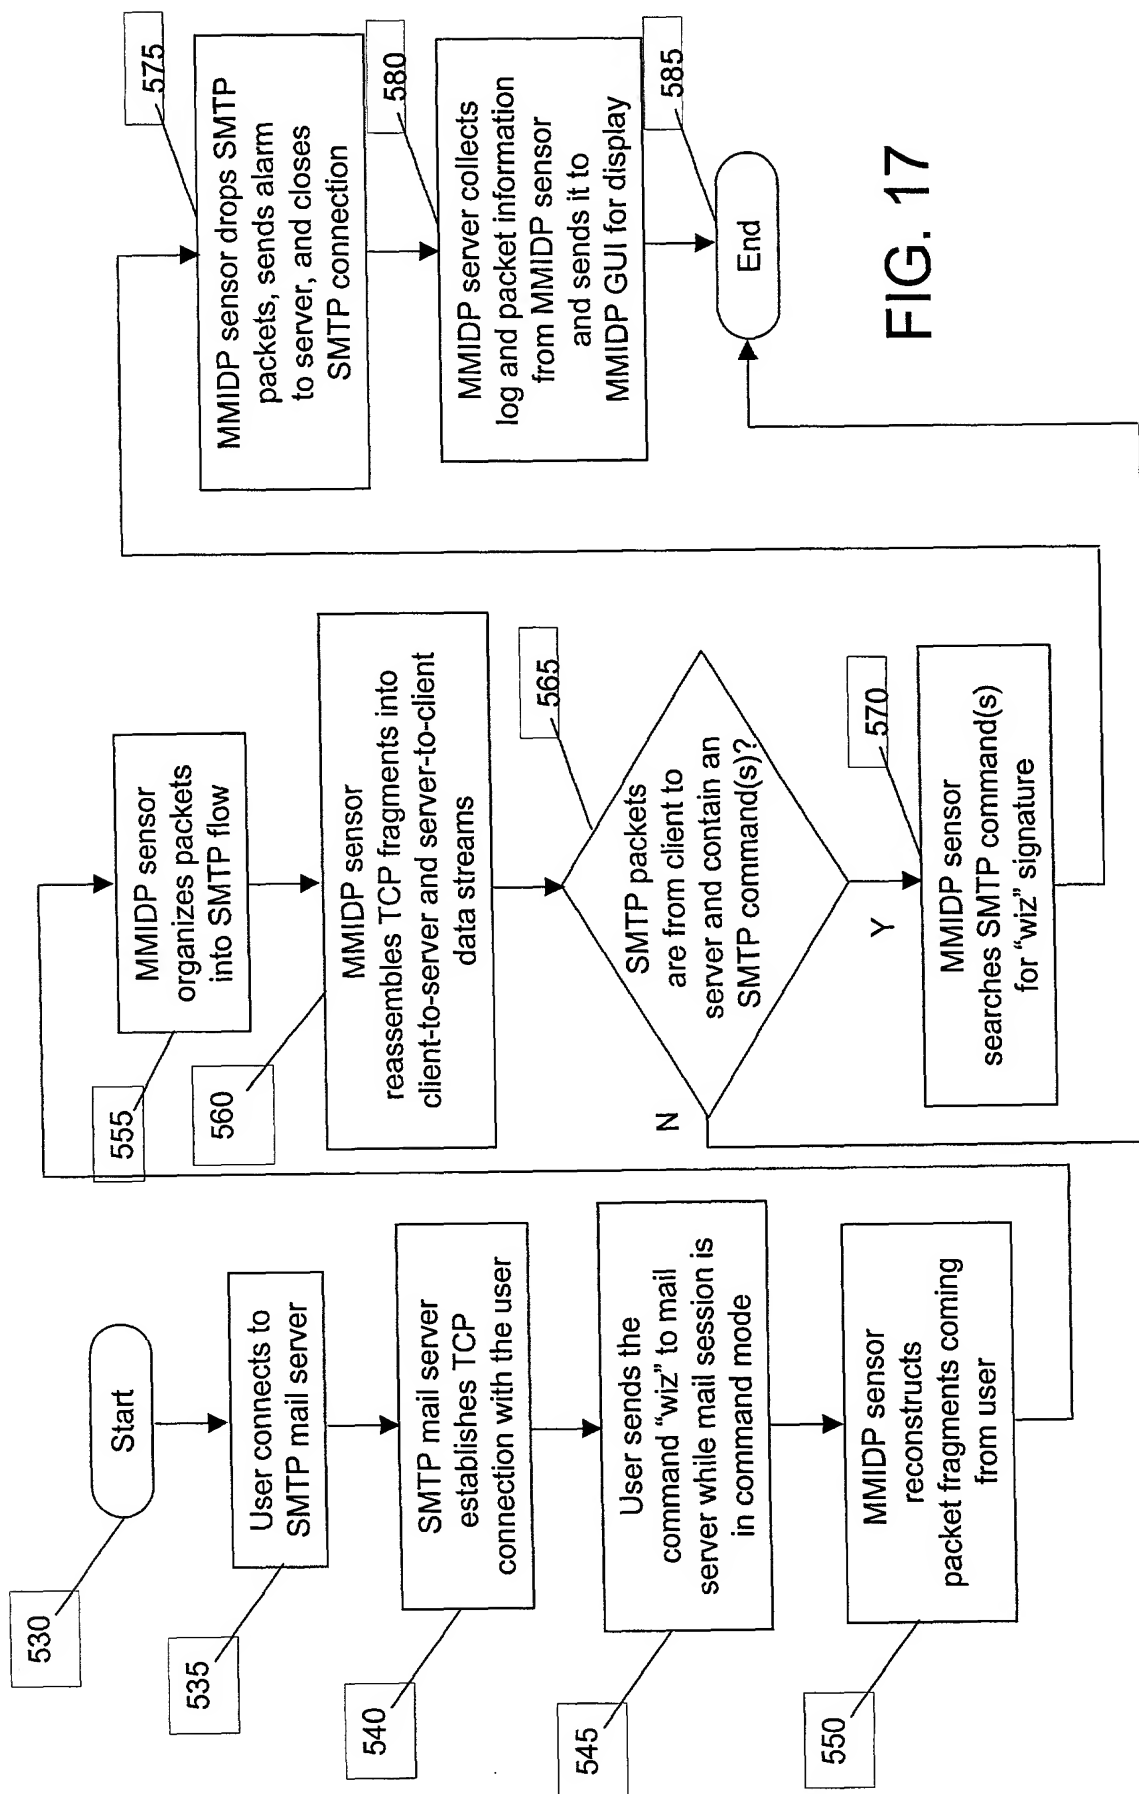 530
Start
535
User connects to
SMTP mail server
540
SMTP mail server
establishes TCP
connection with the user
545
User sends the
command “wiz” to mail
server while mail session is
in command mode
550
MMIDP sensor
reconstructs
packet fragments coming
from user
555
MMIDP sensor
organizes packets
into SMTP flow
560
MMIDP sensor
reassembles TCP fragments into
client-to-server and server-to-client
data streams
565
SMTP packets
are from client to
server and contain an
SMTP command(s)?
N
Y
570
MMIDP sensor
searches SMTP command(s)
for “wiz” signature
575
MMIDP sensor drops SMTP
packets, sends alarm
to server, and closes
SMTP connection
580
MMIDP server collects
log and packet information
from MMIDP sensor
and sends it to
MMIDP GUI for display
585
End
FIG. 17